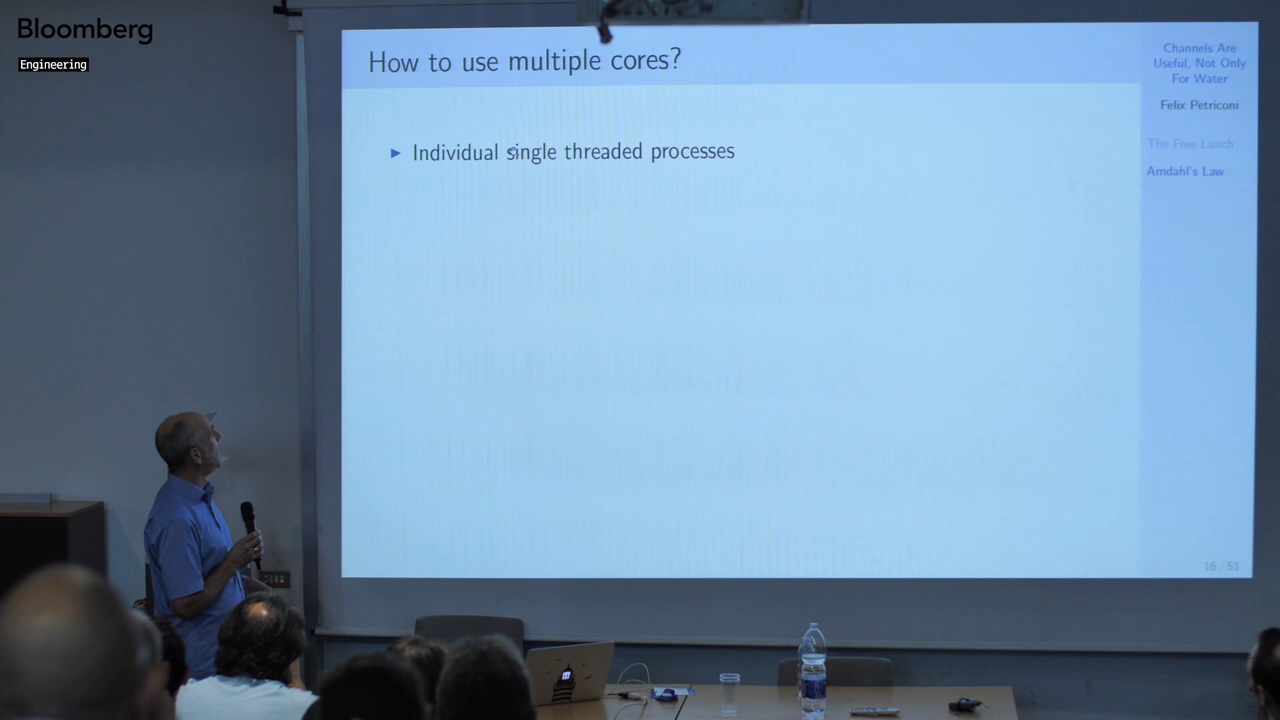 Bloomberg
Engineering
How to use multiple cores?
Individual single threaded processes
Channels Are
Useful, Not Only
For Water
Felix Petriconi
The Free Lunch
Amdahl's Law
16 / 51